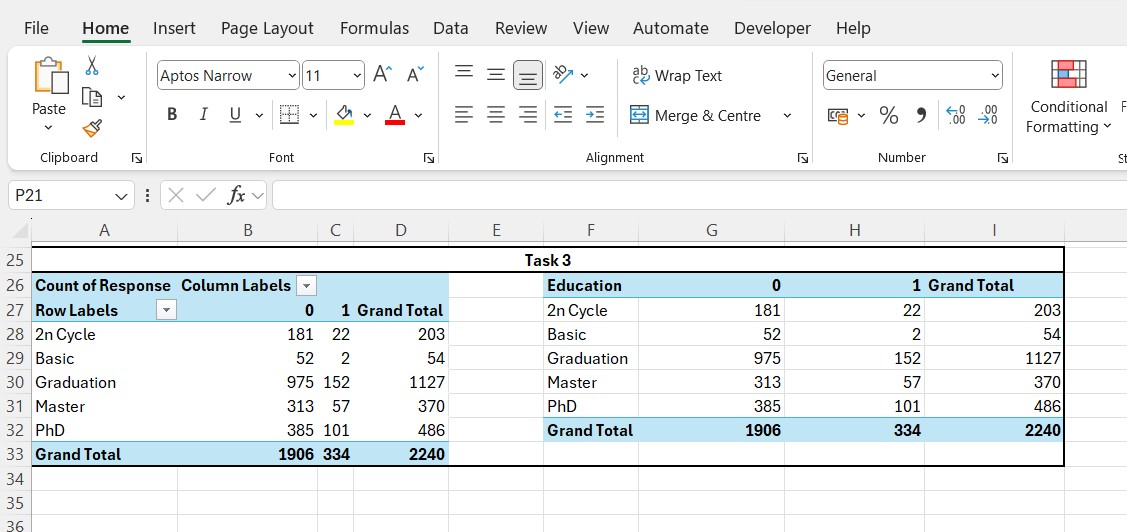 File Home Insert Page Layout Formulas Data Review View Automate Developer Help
Paste
Aptos Narrow 11 A A
B I U A
ab Wrap Text
Merge & Centre
General
% 9 .00 .00
Conditional
Formatting
Clipboard Font Alignment Number
P21 fx
A B C D E F G H I
25 Task 3
26 Count of Response Column Labels Education 0 1 Grand Total
27 Row Labels 0 1 Grand Total 2n Cycle 181 22 203
28 2n Cycle 181 22 203 Basic 52 2 54
29 Basic 52 2 54 Graduation 975 152 1127
30 Graduation 975 152 1127 Master 313 57 370
31 Master 313 57 370 PhD 385 101 486
32 PhD 385 101 486 Grand Total 1906 334 2240
33 Grand Total 1906 334 2240
34
35
36